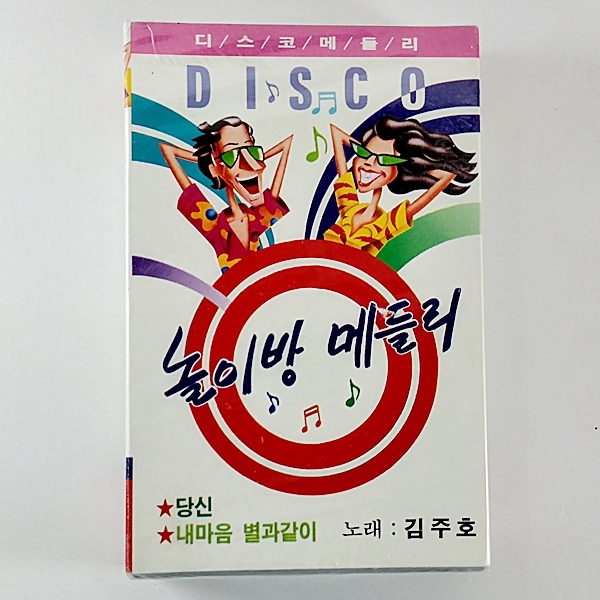 디/스/코/메/들/리
DISCO
놀이방 메들리
★당신
★내마음 별과같이 노래 : 김주호